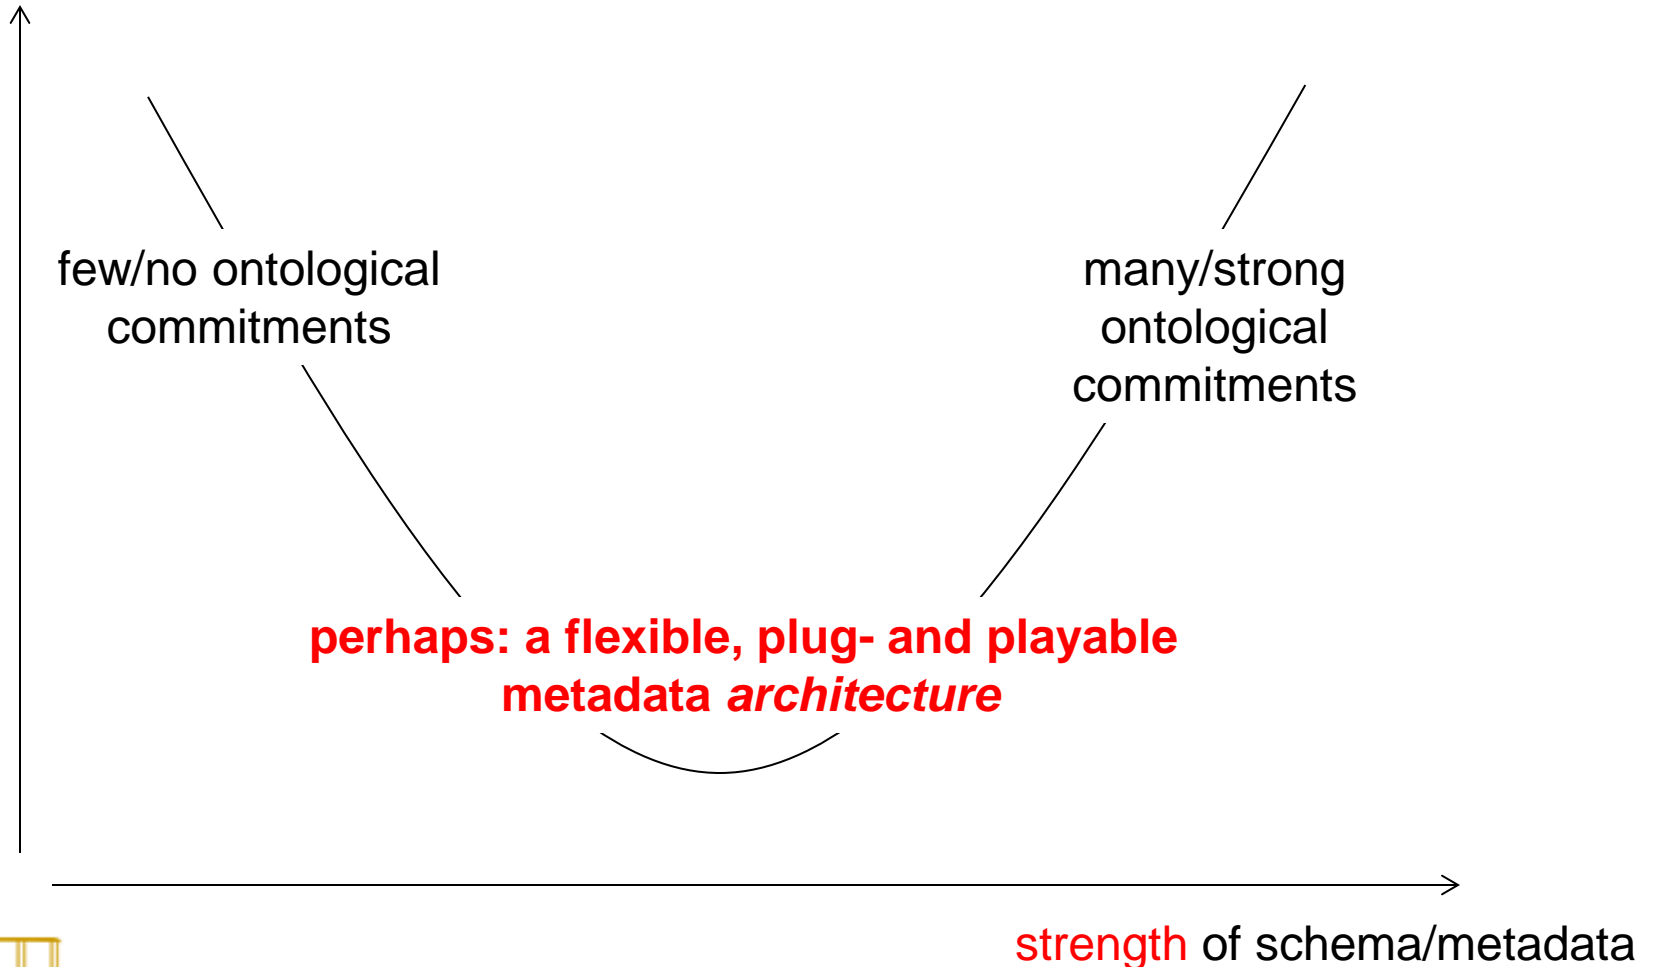 few/no ontological
commitments
many/strong
ontological
commitments
perhaps: a flexible, plug- and playable
metadata architecture
strength of schema/metadata